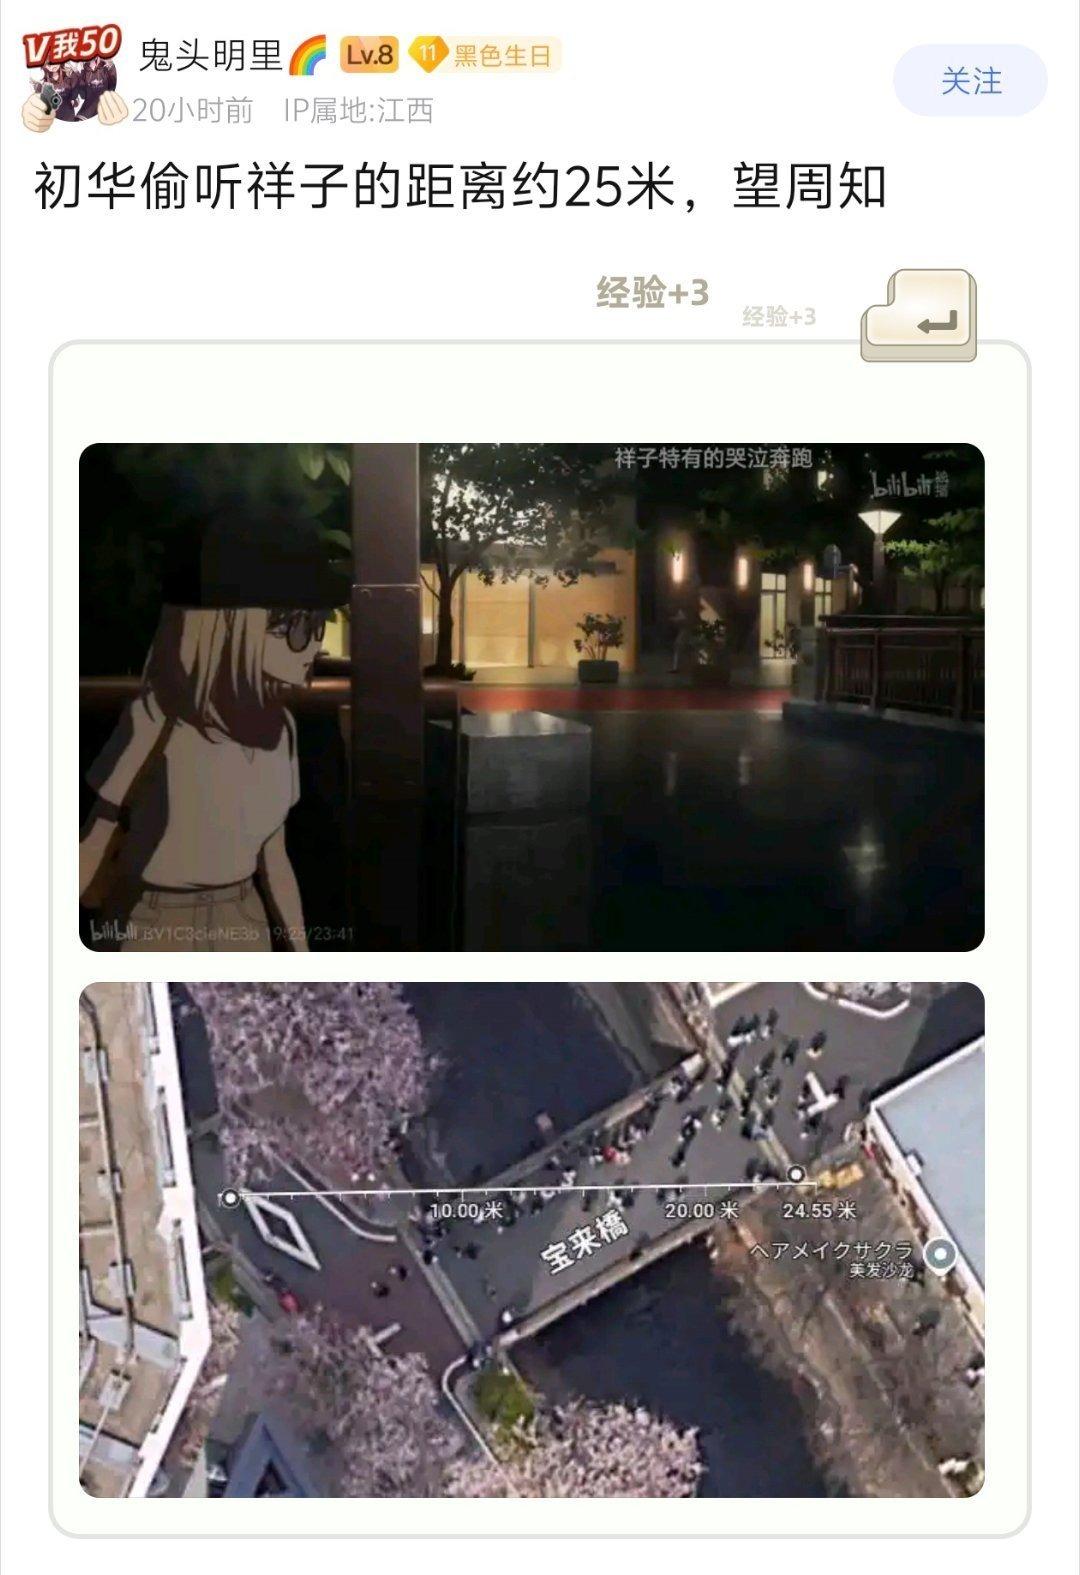 V我50
鬼头明里🌈 Lv.8 11 黑色生日
关注
20小时前 IP属地:江西
初华偷听祥子的距离约25米，望周知
经验+3
经验+3
祥子特有的哭泣奔跑
bilibili
bilibili BV1C3cieNE3b 19:25/23:41
10.00 米
20.00 米
24.55 米
宝来橋
ヘアメイクサクラ
美发沙龙